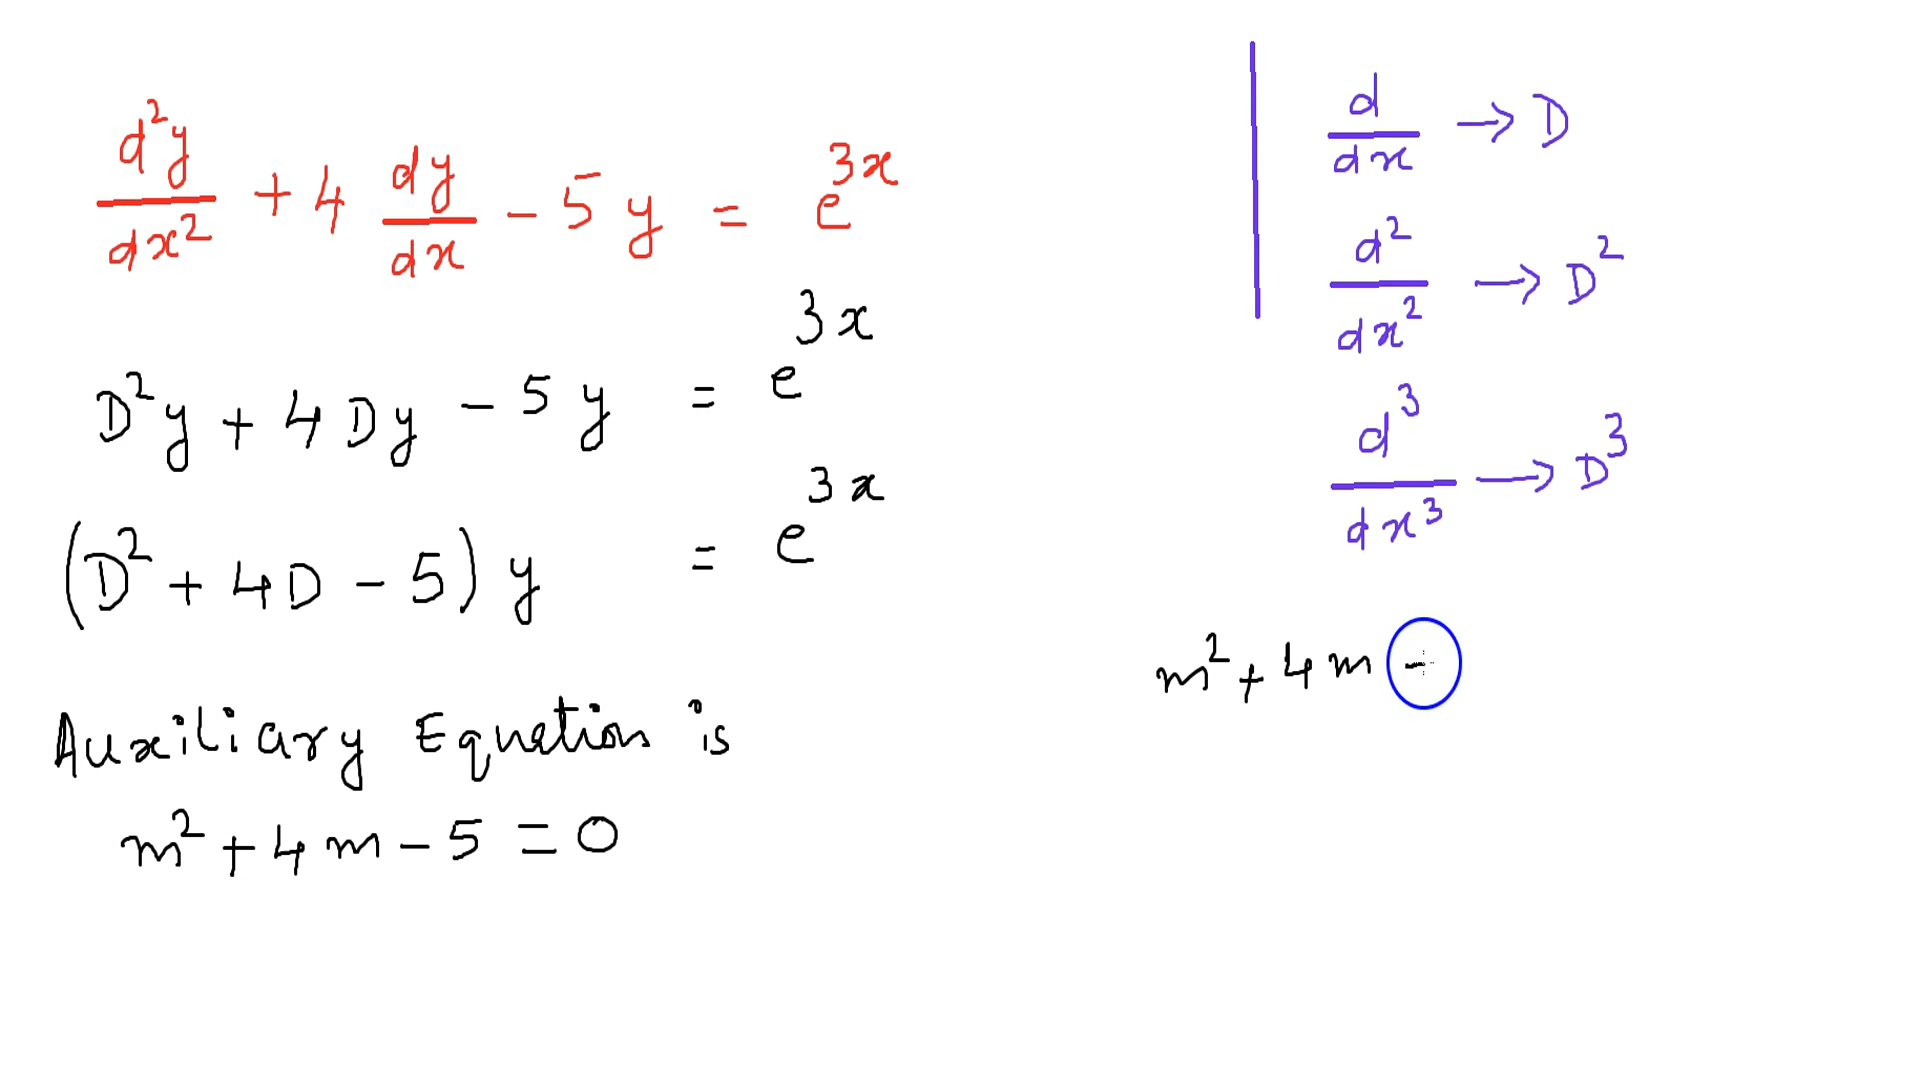 d²y/dx² + 4 dy/dx - 5y = e^3x
D²y + 4Dy - 5y = e^3x
(D² + 4D - 5)y = e^3x
Auxiliary Equation is
m² + 4m - 5 = 0
d/dx → D
d²/dx² → D²
d³/dx³ → D³
m² + 4m -